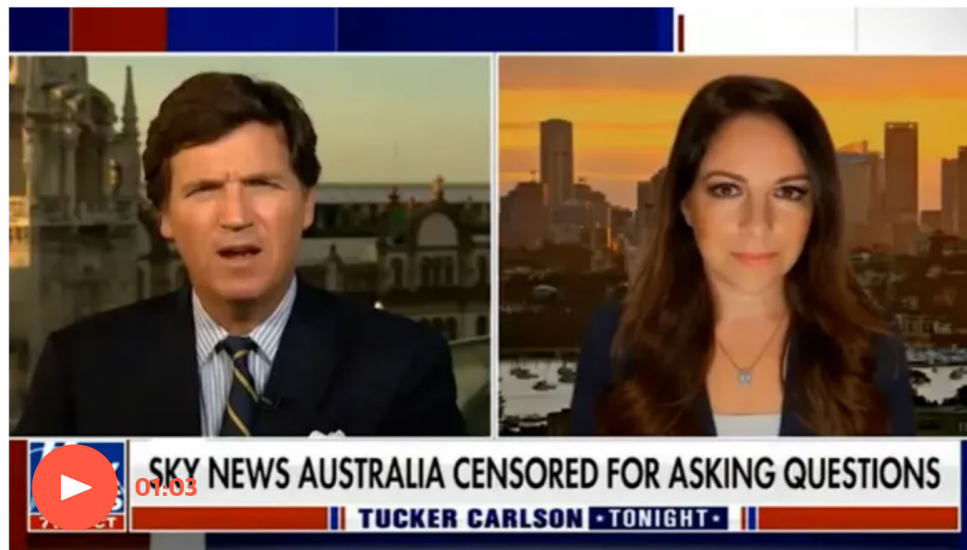 SKY NEWS AUSTRALIA CENSORED FOR ASKING QUESTIONS
01:03
TUCKER CARLSON TONIGHT